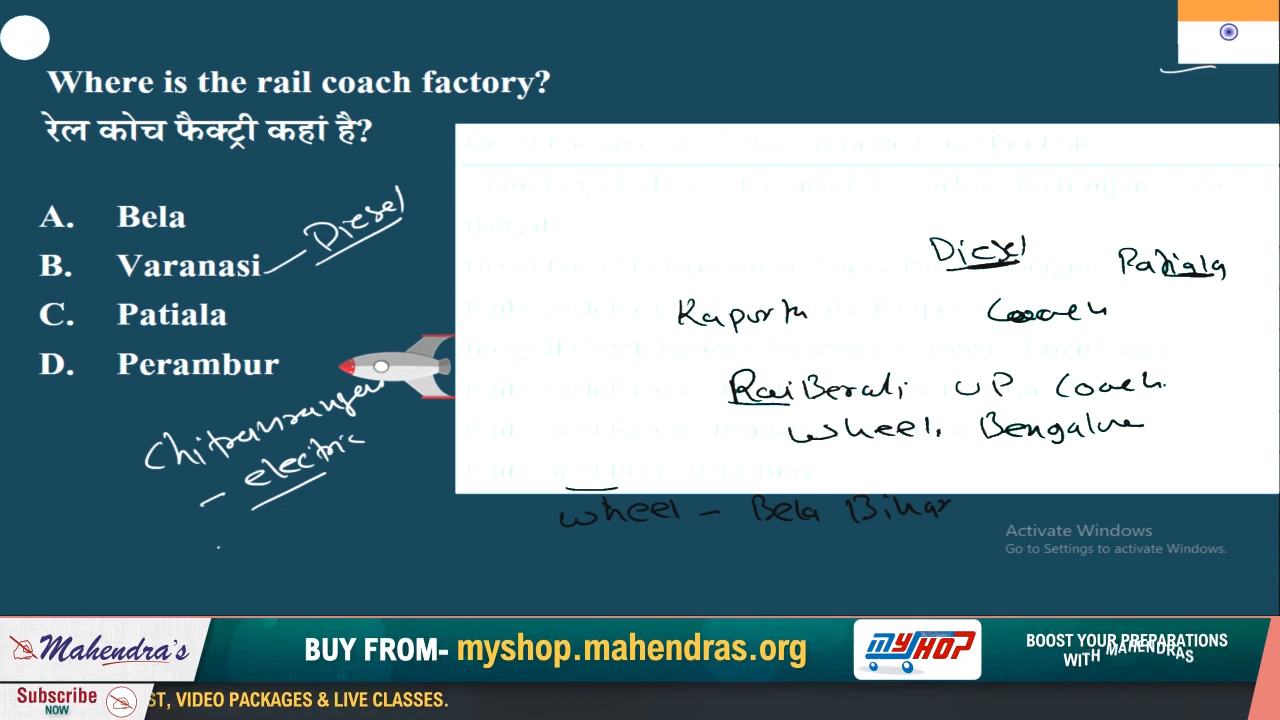 Where is the rail coach factory?
रेल कोच फैक्ट्री कहां है?
A. Bela
B. Varanasi - Diesel
C. Patiala
D. Perambur
Chitranranjan
- electric
Diesel Patiala
Kapurth Coach
RaiBerali UP Coach.
wheel. Bengalure
wheel - Bela Bihar
Activate Windows
Go to Settings to activate Windows.
Mahendra's
BUY FROM- myshop.mahendras.org
MY SHOP
BOOST YOUR PREPARATIONS
WITH MAHENDRAS
Subscribe
NOW
ST, VIDEO PACKAGES & LIVE CLASSES.